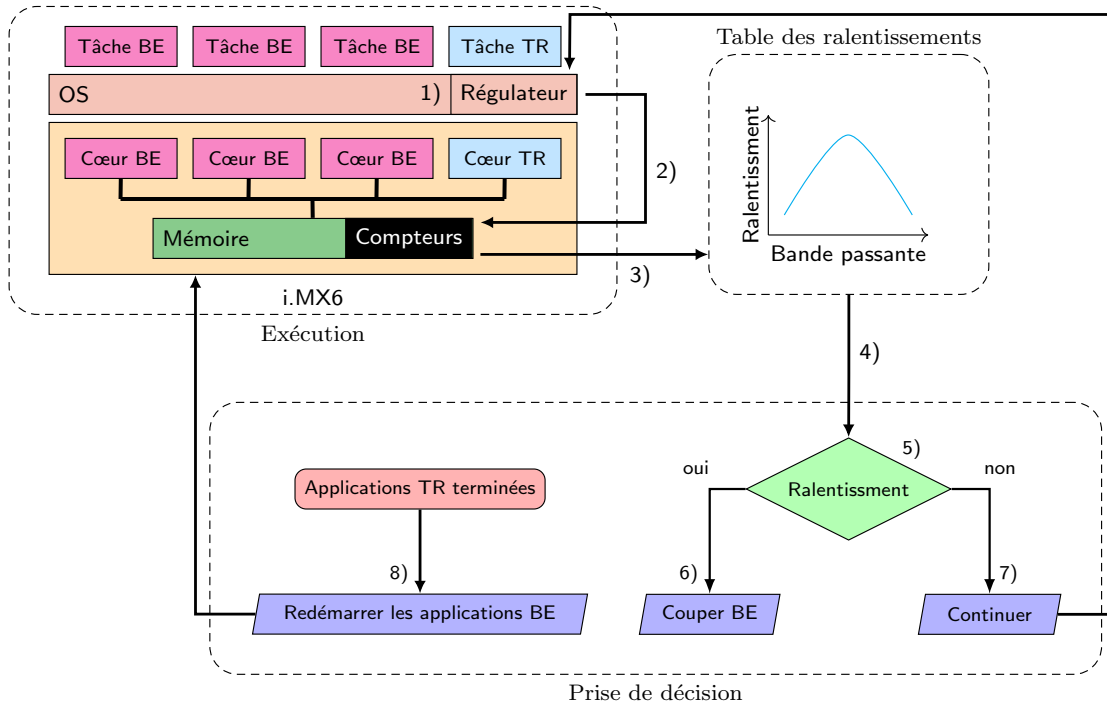 Tâche BE
Tâche BE
Tâche BE
Tâche TR
OS
1)
Régulateur
Cœur BE
Cœur BE
Cœur BE
Cœur TR
2)
Mémoire
Compteurs
3)
i.MX6
Exécution
Table des ralentissements
Ralentissment
Bande passante
4)
5)
oui
Ralentissment
non
Applications TR terminées
8)
6)
7)
Redémarrer les applications BE
Couper BE
Continuer
Prise de décision